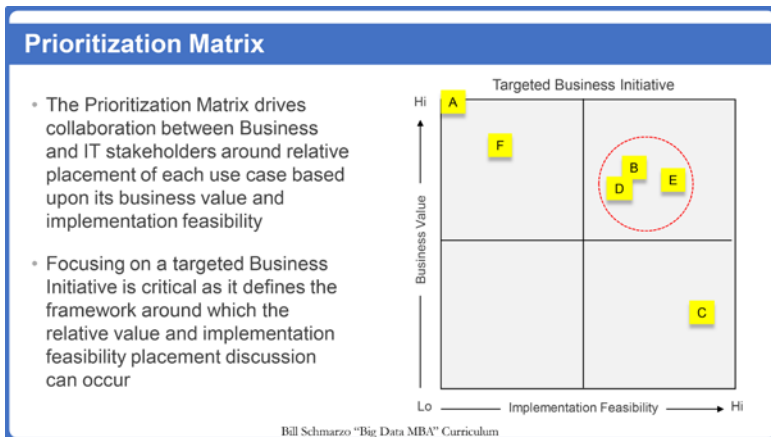 Prioritization Matrix
• The Prioritization Matrix drives
collaboration between Business
and IT stakeholders around relative
placement of each use case based
upon its business value and
implementation feasibility
• Focusing on a targeted Business
Initiative is critical as it defines the
framework around which the
relative value and implementation
feasibility placement discussion
can occur
Targeted Business Initiative
Hi
A
F
B
E
D
Business Value
C
Lo
Implementation Feasibility
Hi
Bill Schmarzo "Big Data MBA" Curriculum